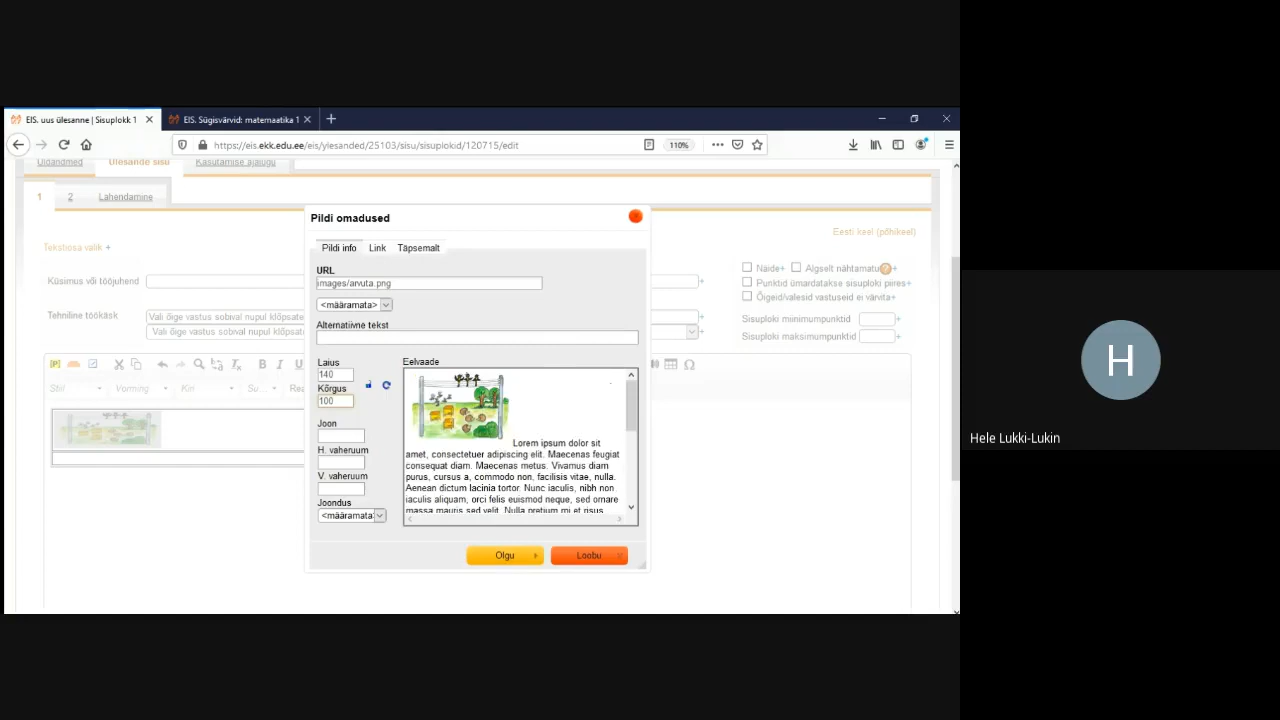 EIS. uus ülesanne | Sisuplokk 1
EIS. Sügisvärvid: matemaatika 1
https://eis.ekk.edu.ee/eis/ylesanded/25103/sisu/sisuplokid/120715/edit
110%
Üldandmed
Ülesande sisu
Kasutamise ajalugu
1
2
Lahendamine
Eesti keel (põhikeel)
Tekstiosa valik +
Küsimus või tööjuhend
Näide+
Algselt nähtamatu
Punktid ümardatakse sisuploki piires+
Õigeid/valesid vastuseid ei värvita+
Tehniline töökäsk
Vali õige vastus sobival nupul klõpsate
Vali õige vastus sobival nupul klõpsate
Sisuploki miinimumpunktid
Sisuploki maksimumpunktid
Stiil
Vorming
Kiri
Su...
Pildi omadused
Pildi info
Link
Täpsemalt
URL
images/arvuta.png
<määramata>
Alternatiivne tekst
Laius
140
Kõrgus
100
Joon
H. vaheruum
V. vaheruum
Joondus
<määramata
Eelvaade
Lorem ipsum dolor sit
amet, consectetuer adipiscing elit. Maecenas feugiat
consequat diam. Maecenas metus. Vivamus diam
purus, cursus a, commodo non, facilisis vitae, nulla.
Aenean dictum lacinia tortor. Nunc iaculis, nibh non
iaculis aliquam, orci felis euismod neque, sed ornare
massa mauris sed velit. Nulla pretium mi et risus
Olgu
Loobu
H
Hele Lukki-Lukin